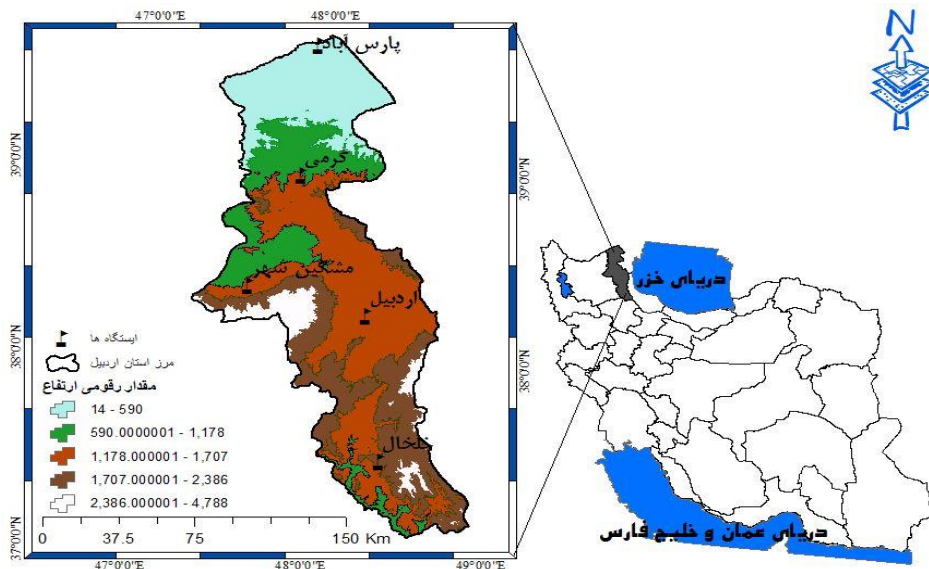 47°0'0"E
48°0'0"E
N
پارس آباد
39°0'0"N
39°0'0"N
گرمی
مشکین شهر
دریای خزر
اردبیل
38°0'0"N
38°0'0"N
ایستگاه ها
مرز استان اردبیل
مقدار رقومی ارتفاع
14 - 590
590.0000001 - 1,178
خلخال
1,178.000001 - 1,707
1,707.000001 - 2,386
2,386.000001 - 4,788
0 37.5 75 150 Km
دریای عمان و خلیج فارس
37°0'0"N
47°0'0"E
48°0'0"E
49°0'0"E